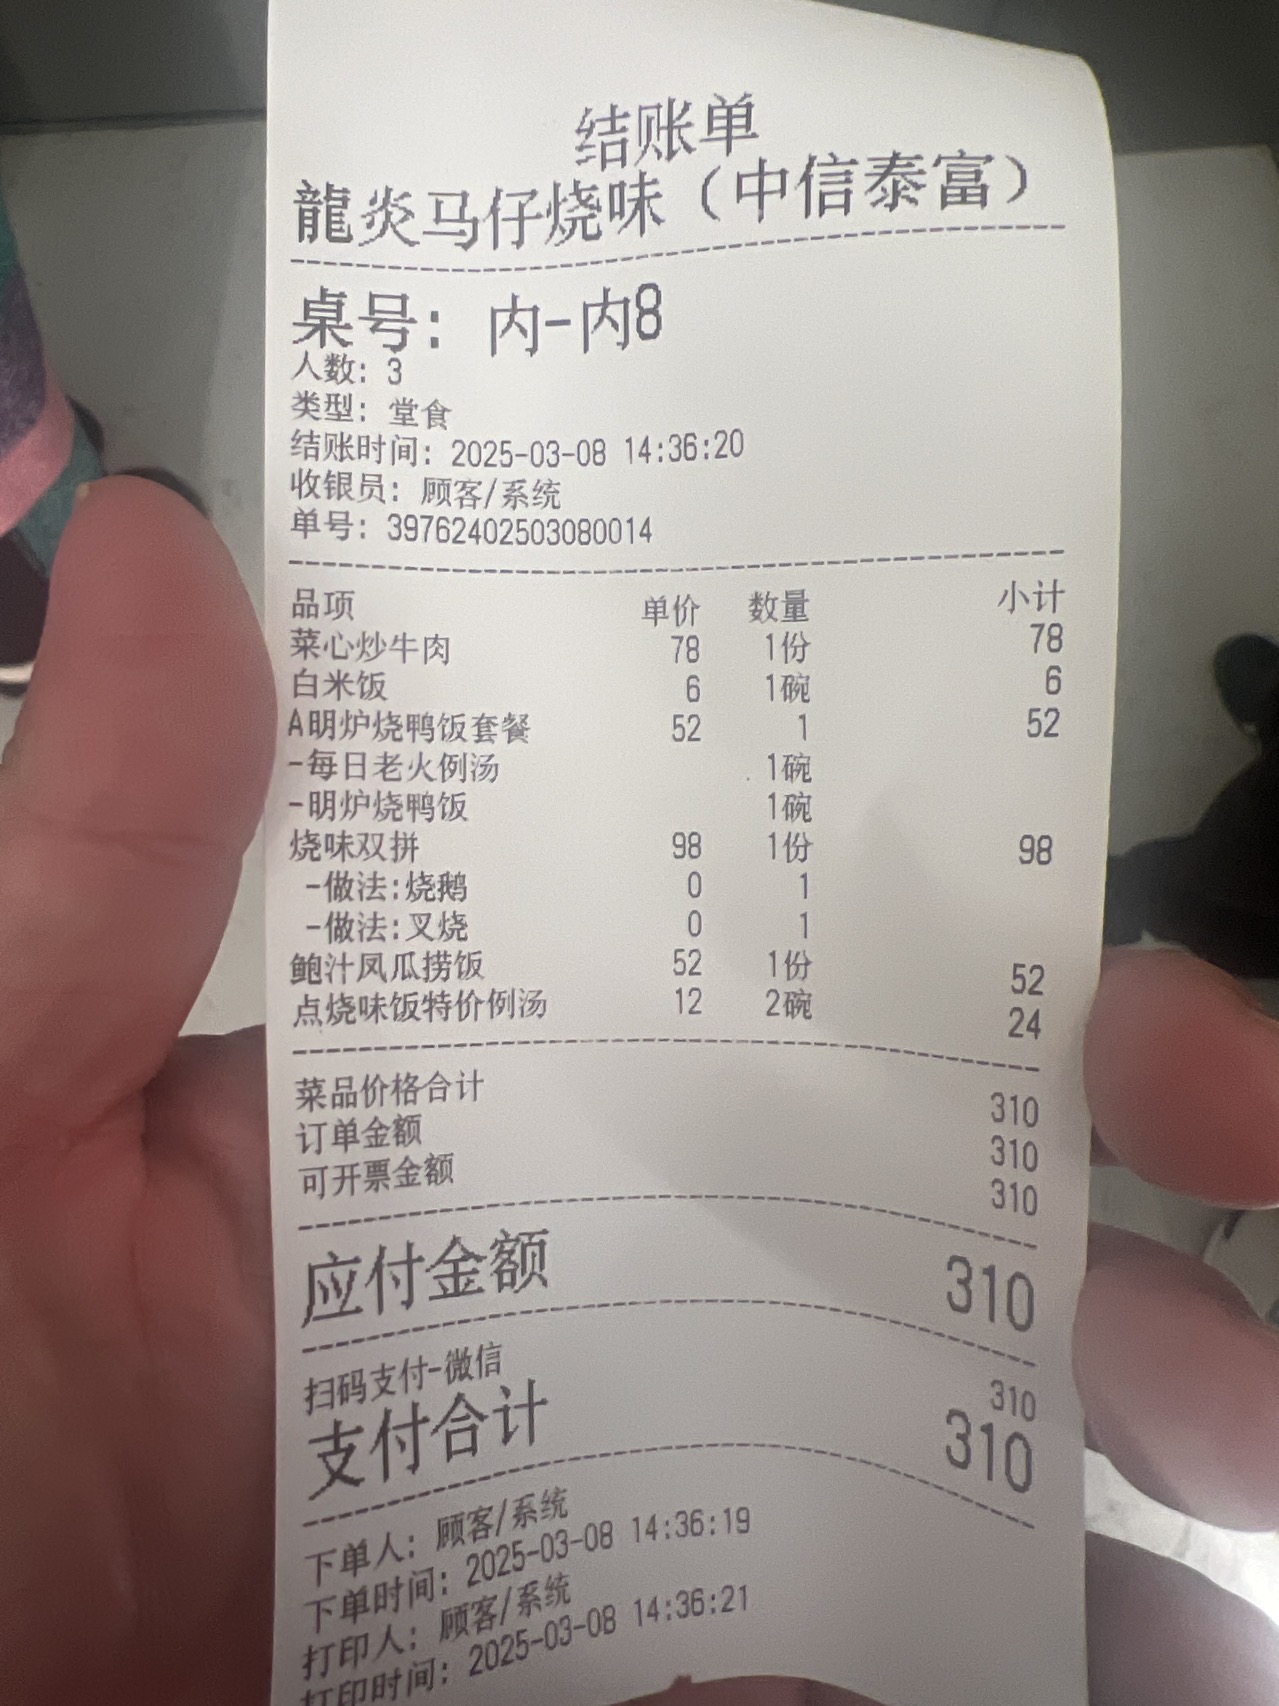 结账单
龍炎马仔烧味（中信泰富）
桌号: 内-内8
人数: 3
类型: 堂食
结账时间: 2025-03-08 14:36:20
收银员: 顾客/系统
单号: 39762402503080014
品项 单价 数量 小计
菜心炒牛肉 78 1份 78
白米饭 6 1碗 6
A明炉烧鸭饭套餐 52 1 52
-每日老火例汤 1碗
-明炉烧鸭饭 1碗
烧味双拼 98 1份 98
-做法:烧鹅 0 1
-做法:叉烧 0 1
鲍汁凤瓜捞饭 52 1份 52
点烧味饭特价例汤 12 2碗 24
菜品价格合计 310
订单金额 310
可开票金额 310
应付金额 310
扫码支付-微信 310
支付合计 310
下单人: 顾客/系统
下单时间: 2025-03-08 14:36:19
打印人: 顾客/系统
打印时间: 2025-03-08 14:36:21